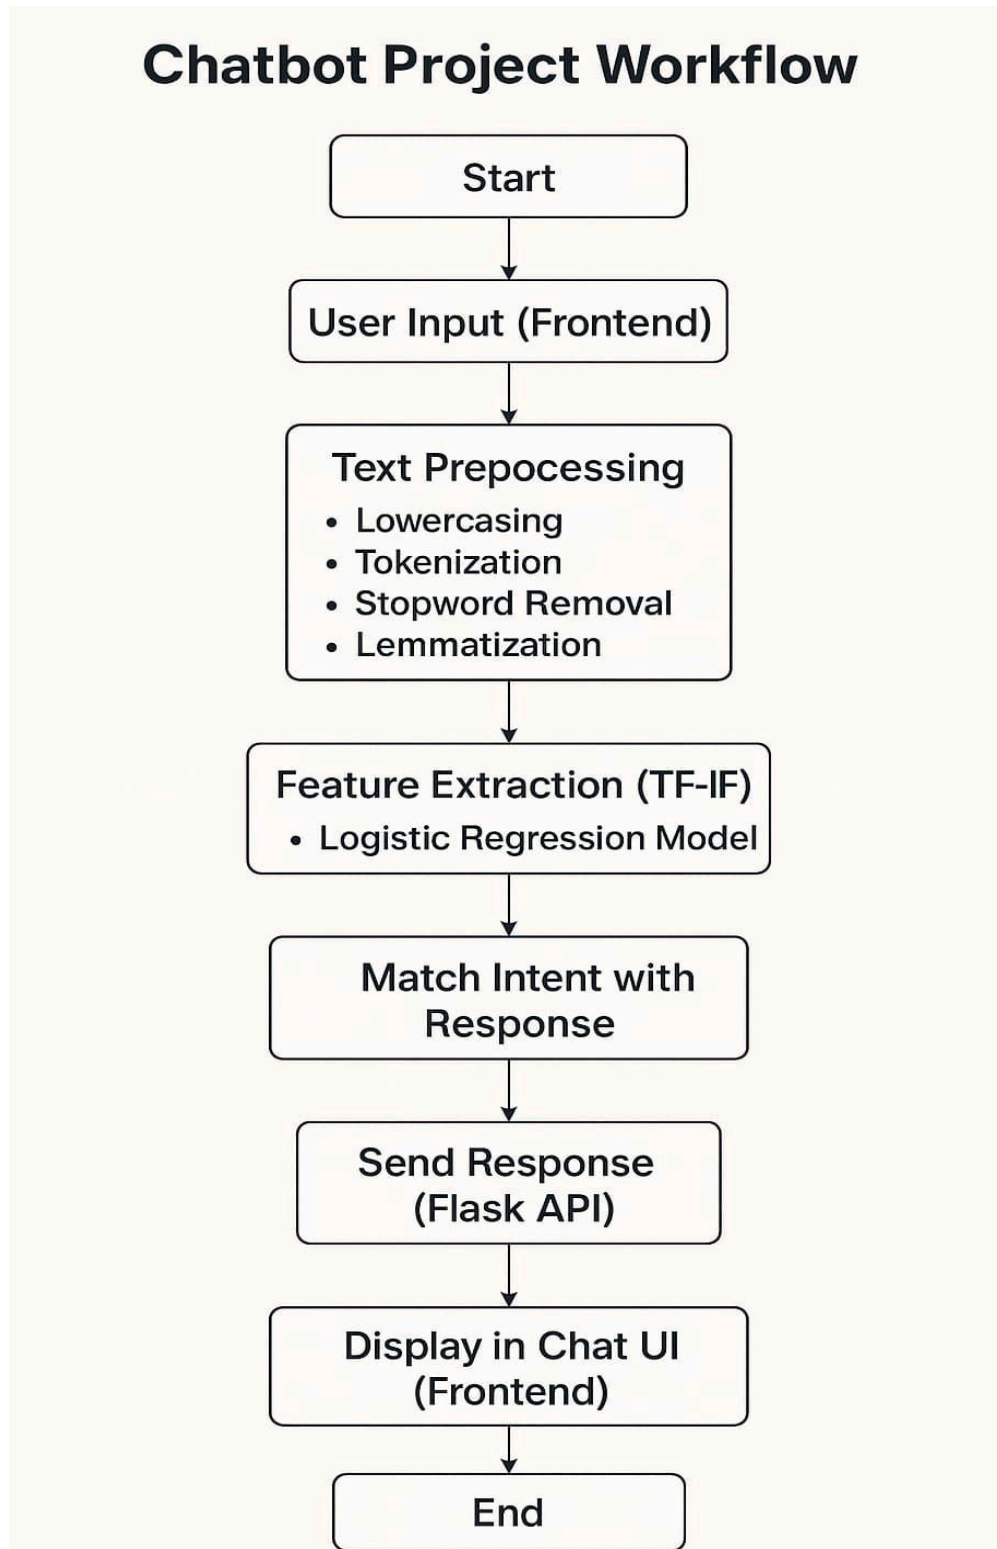 Chatbot Project Workflow
Start
User Input (Frontend)
Text Prepocessing
• Lowercasing
• Tokenization
• Stopword Removal
• Lemmatization
Feature Extraction (TF-IF)
• Logistic Regression Model
Match Intent with
Response
Send Response
(Flask API)
Display in Chat UI
(Frontend)
End